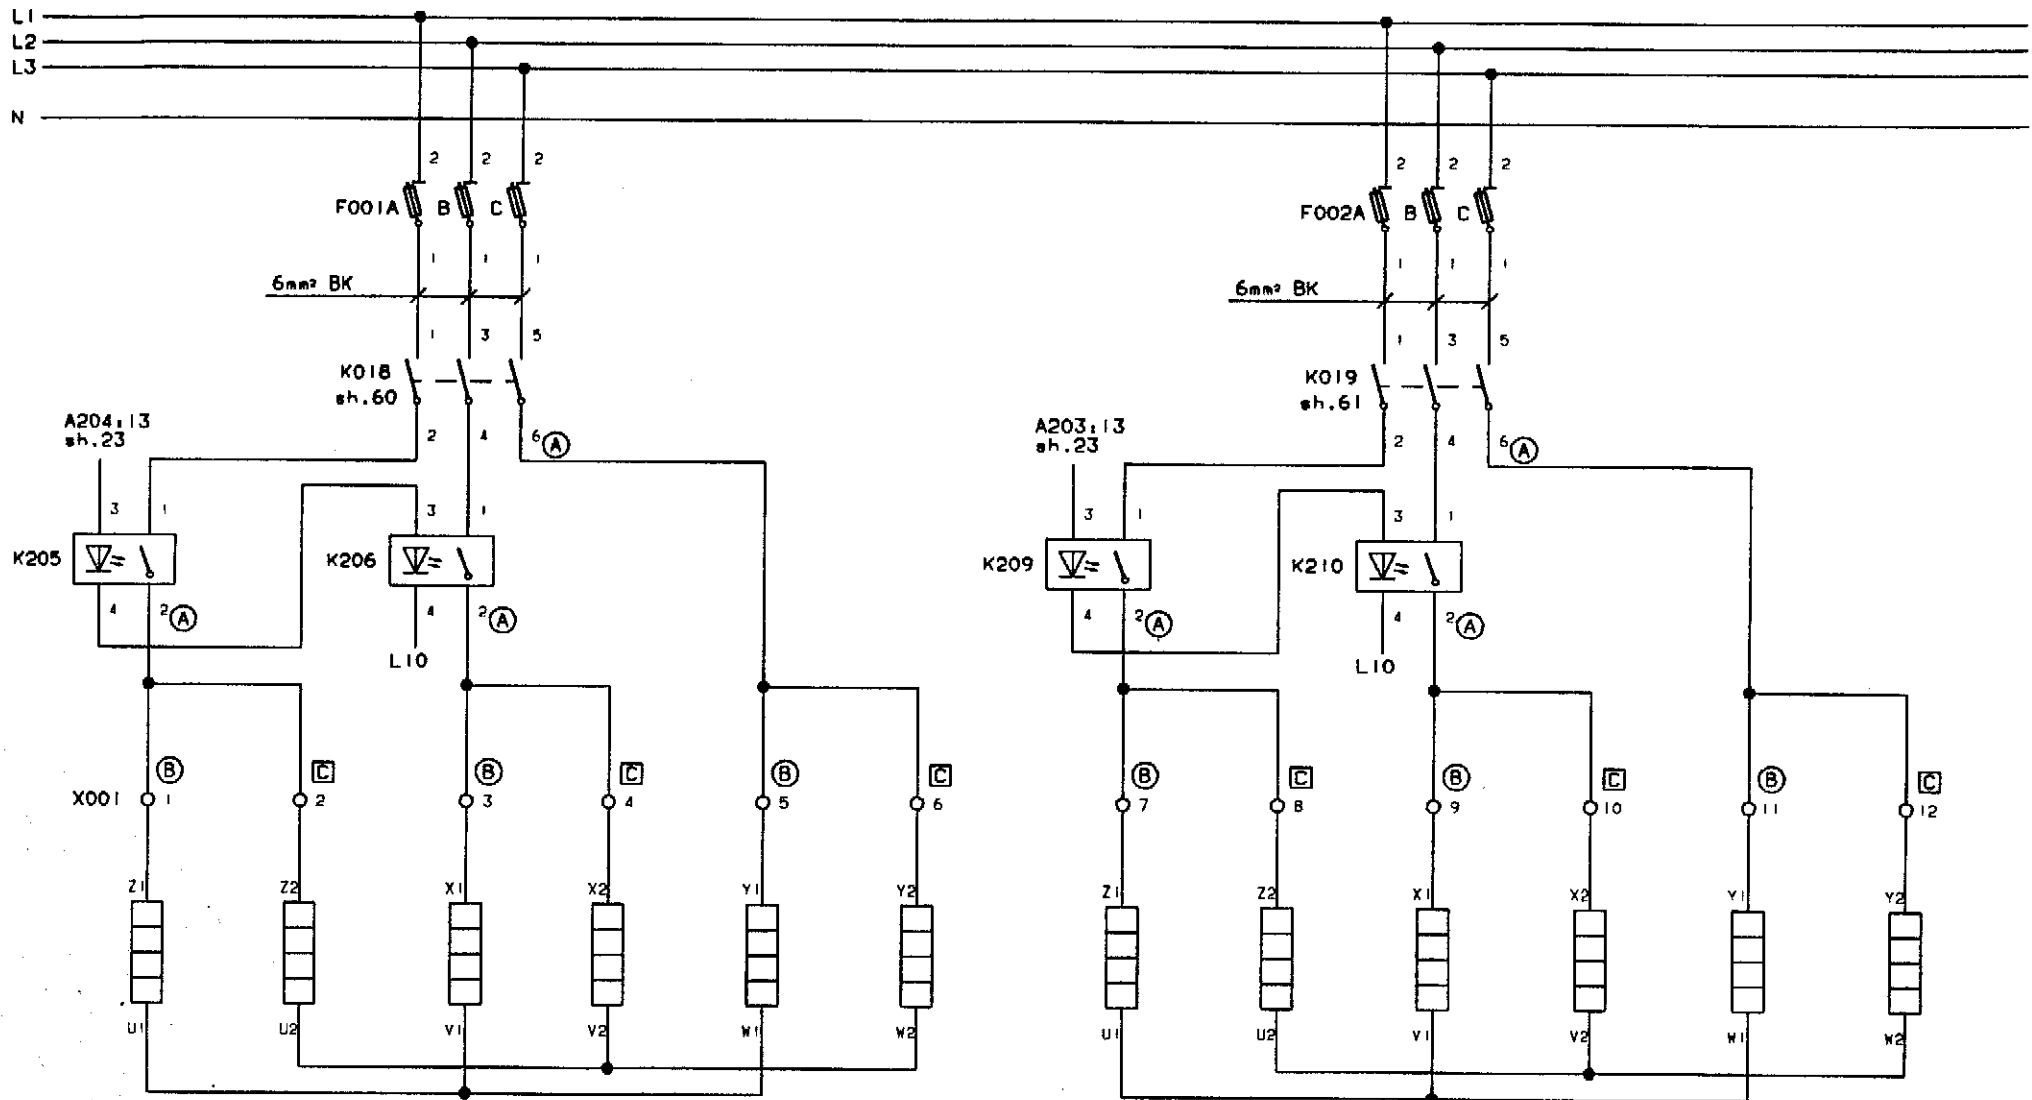 L1
L2
L3
N
2 2 2
2 2 2
F001A B C
F002A B C
1 1 1
1 1 1
6mm² BK
6mm² BK
1 3 5
1 3 5
K018
sh.60
K019
sh.61
A204:13
sh.23
2 4 6 A
A203:13
sh.23
2 4 6 A
3 1 3 1
3 1 3 1
K205 K206
K209 K210
4 2 A 4 2 A
4 2 A 4 2 A
L10
L10
B C B C B C
B C B C B C
X001 1 2 3 4 5 6
7 8 9 10 11 12
Z1 Z2 X1 X2 Y1 Y2
Z1 Z2 X1 X2 Y1 Y2
U1 U2 V1 V2 W1 W2
U1 U2 V1 V2 W1 W2